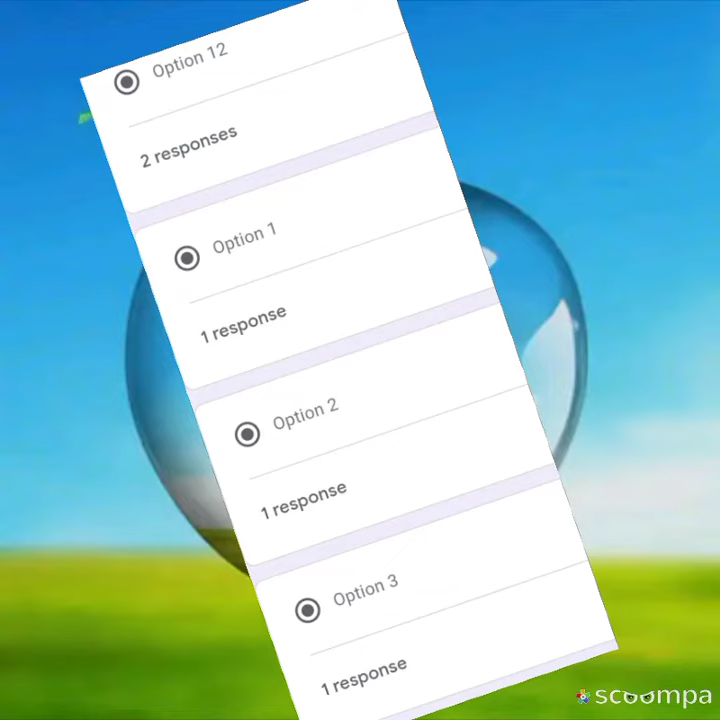 Option 12
2 responses
Option 1
1 response
Option 2
1 response
Option 3
1 response
scoompa